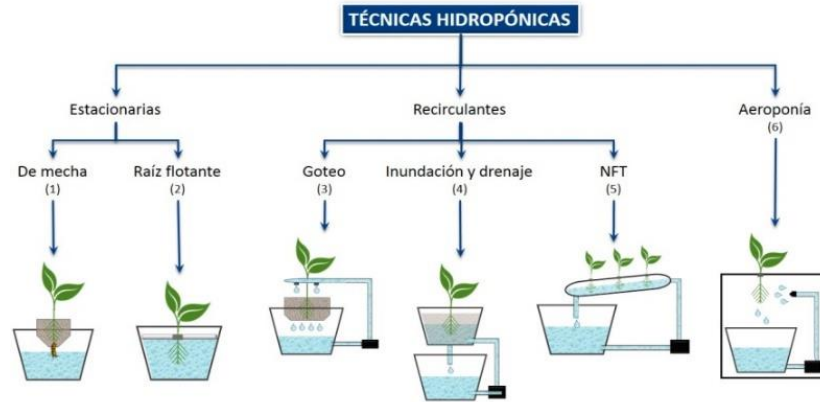 TÉCNICAS HIDROPÓNICAS
Estacionarias
Recirculantes
Aeroponía
(6)
De mecha
(1)
Raíz flotante
(2)
Goteo
(3)
Inundación y drenaje
(4)
NFT
(5)